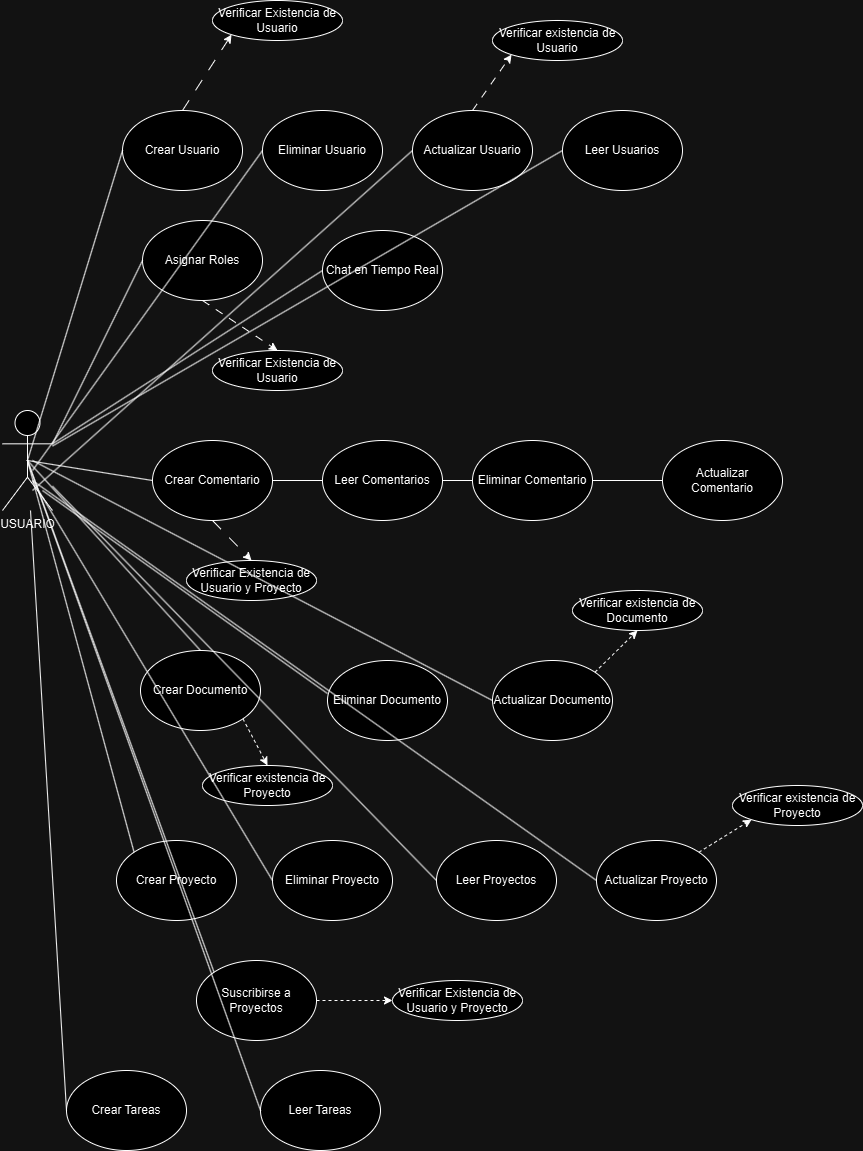 Verificar Existencia de
Usuario
Verificar existencia de
Usuario
Crear Usuario
Eliminar Usuario
Actualizar Usuario
Leer Usuarios
Asignar Roles
Chat en Tiempo Real
Verificar Existencia de
Usuario
Crear Comentario
Leer Comentarios
Eliminar Comentario
Actualizar
Comentario
USUARIO
Verificar Existencia de
Usuario y Proyecto
Verificar existencia de
Documento
Crear Documento
Eliminar Documento
Actualizar Documento
Verificar existencia de
Proyecto
Verificar existencia de
Proyecto
Crear Proyecto
Eliminar Proyecto
Leer Proyectos
Actualizar Proyecto
Suscribirse a
Proyectos
Verificar Existencia de
Usuario y Proyecto
Crear Tareas
Leer Tareas